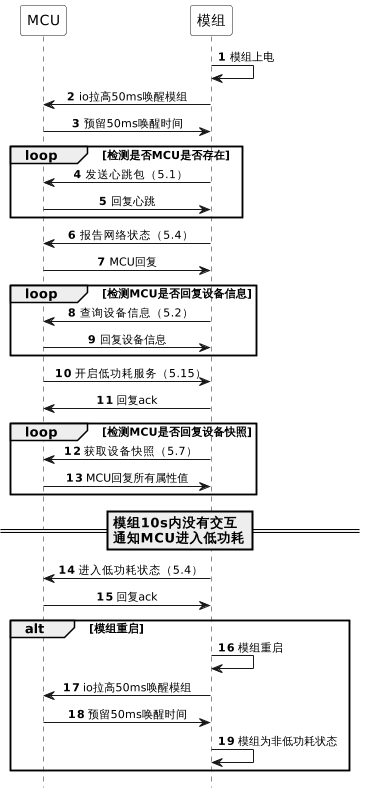 MCU
模组
1 模组上电
2 io拉高50ms唤醒模组
3 预留50ms唤醒时间
loop [检测是否MCU是否存在]
4 发送心跳包（5.1）
5 回复心跳
6 报告网络状态（5.4）
7 MCU回复
loop [检测MCU是否回复设备信息]
8 查询设备信息（5.2）
9 回复设备信息
10 开启低功耗服务（5.15）
11 回复ack
loop [检测MCU是否回复设备快照]
12 获取设备快照（5.7）
13 MCU回复所有属性值
模组10s内没有交互
通知MCU进入低功耗
14 进入低功耗状态（5.4）
15 回复ack
alt [模组重启]
16 模组重启
17 io拉高50ms唤醒模组
18 预留50ms唤醒时间
19 模组为非低功耗状态